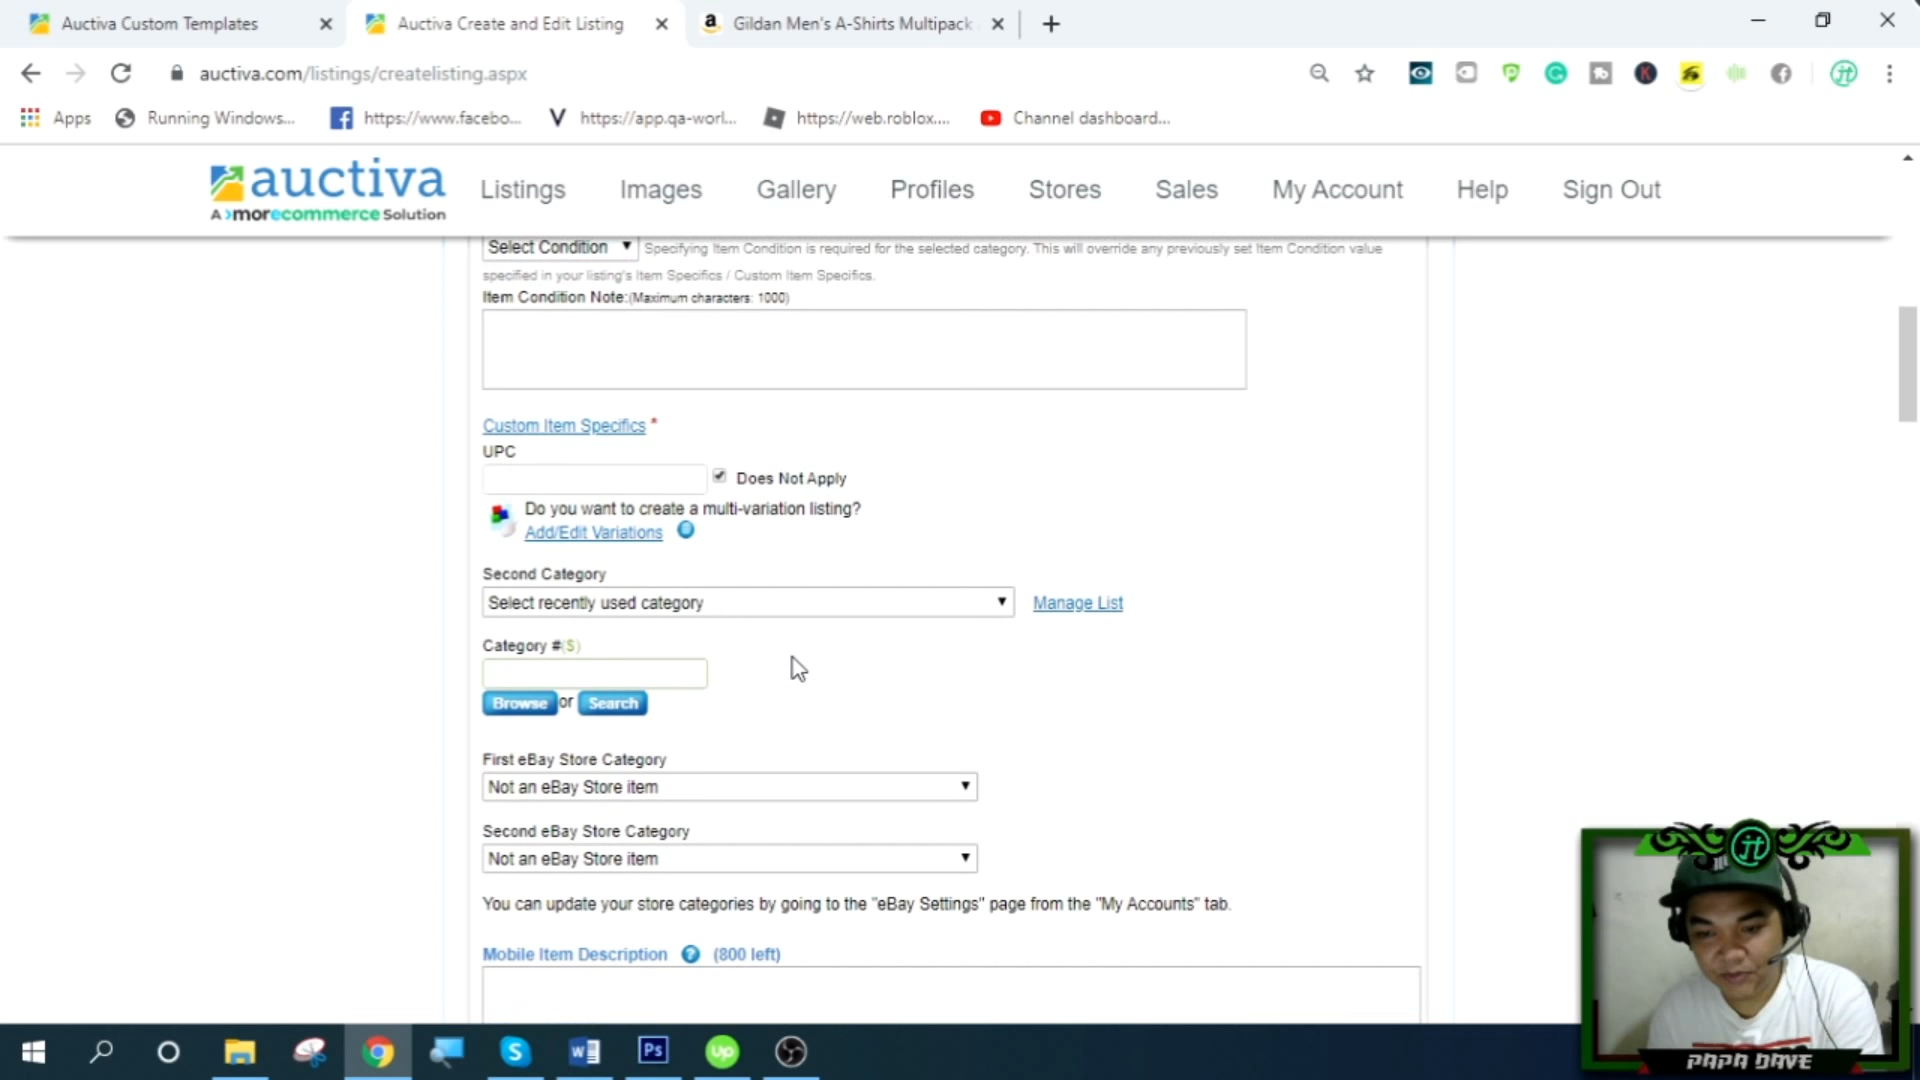 Auctiva Custom Templates
Auctiva Create and Edit Listing
Gildan Men's A-Shirts Multipack
auctiva.com/listings/createlisting.aspx
Apps
Running Windows...
https://www.facebo...
https://app.qa-worl...
https://web.roblox....
Channel dashboard...
auctiva
A >morecommerce Solution
Listings
Images
Gallery
Profiles
Stores
Sales
My Account
Help
Sign Out
Select Condition
Specifying Item Condition is required for the selected category. This will override any previously set Item Condition value
specified in your listing's Item Specifics / Custom Item Specifics.
Item Condition Note:(Maximum characters: 1000)
Custom Item Specifics *
UPC
Does Not Apply
Do you want to create a multi-variation listing?
Add/Edit Variations
Second Category
Select recently used category
Manage List
Category #($)
Browse or Search
First eBay Store Category
Not an eBay Store item
Second eBay Store Category
Not an eBay Store item
You can update your store categories by going to the "eBay Settings" page from the "My Accounts" tab.
Mobile Item Description ? (800 left)
jt
PAPA DAVE